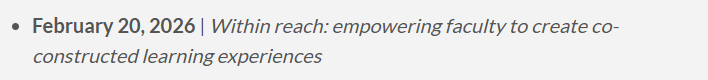 • February 20, 2026 | Within reach: empowering faculty to create co-
constructed learning experiences